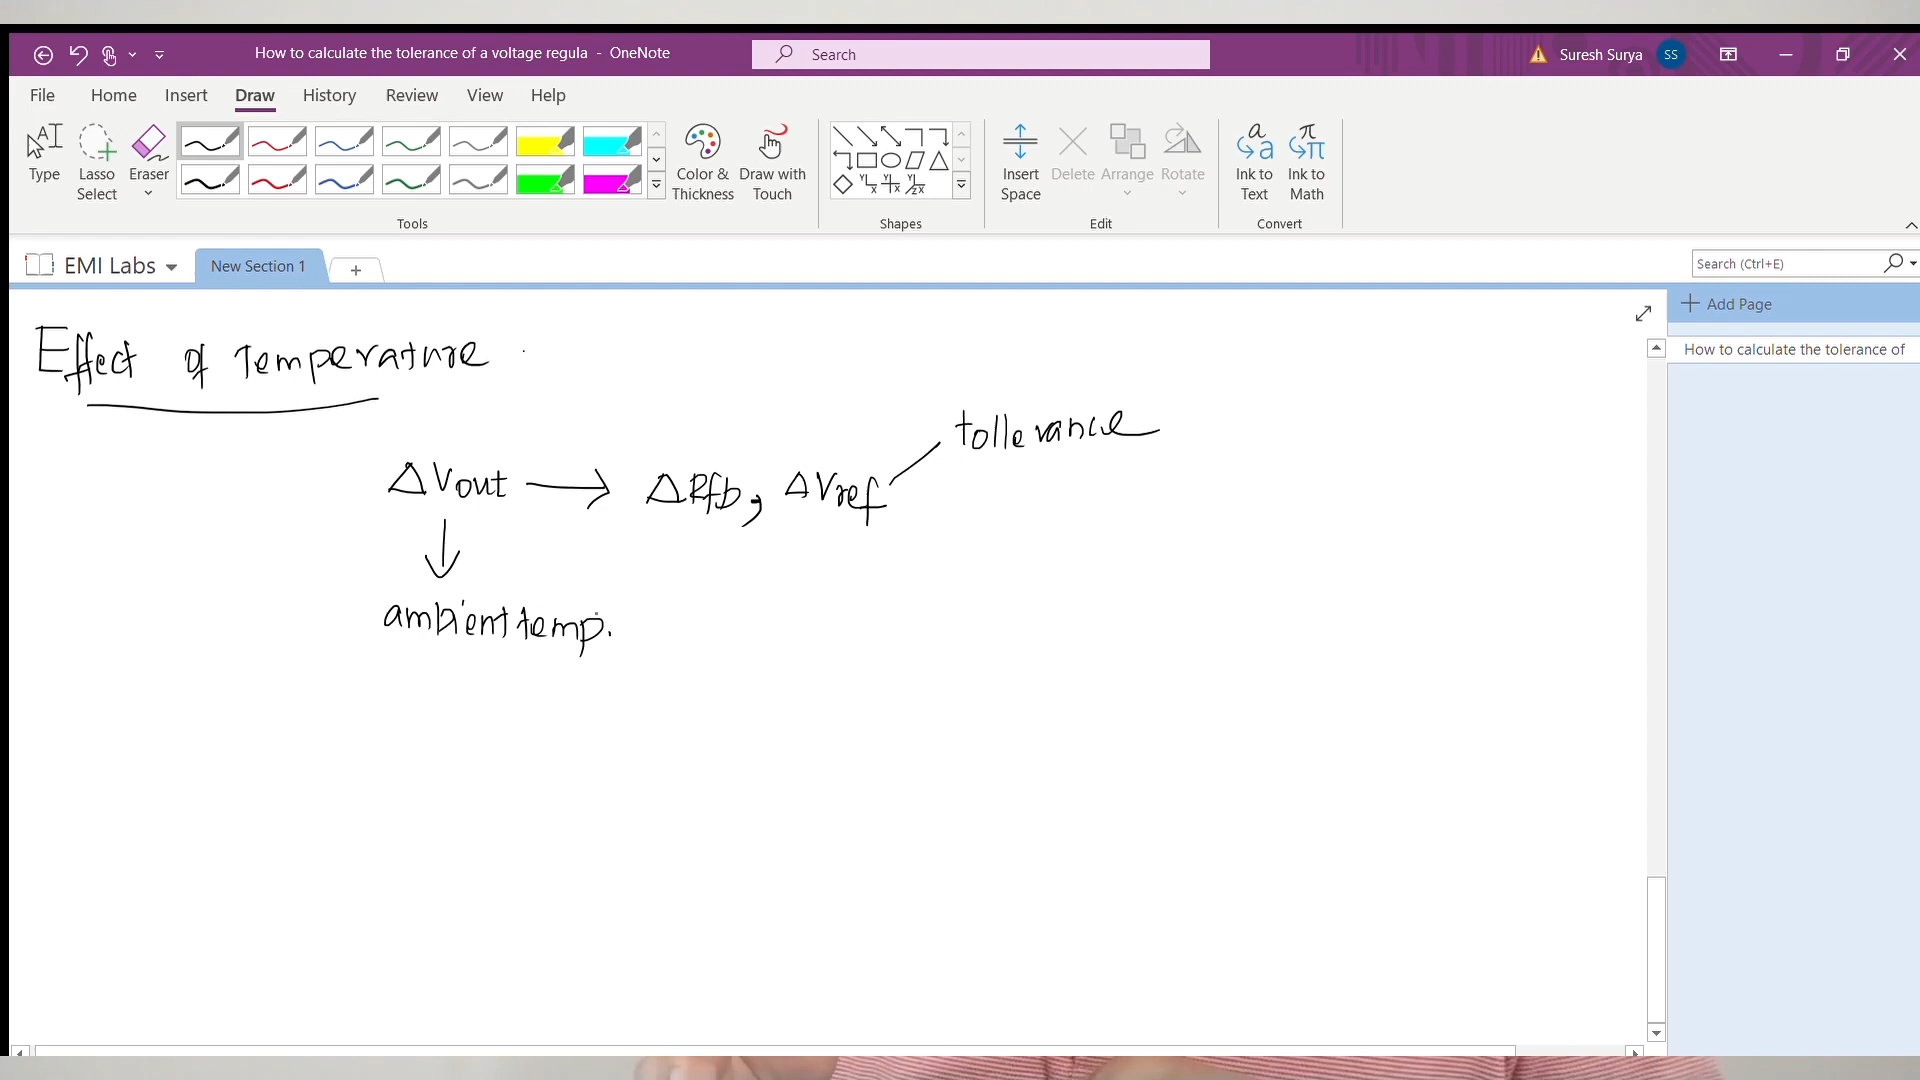 How to calculate the tolerance of a voltage regula - OneNote
Search
Suresh Surya
SS
File Home Insert Draw History Review View Help
Type
Lasso Select
Eraser
Color & Thickness
Draw with Touch
Insert Space
Delete
Arrange
Rotate
Ink to Text
Ink to Math
Tools
Shapes
Edit
Convert
EMI Labs
New Section 1
Search (Ctrl+E)
Add Page
How to calculate the tolerance of
Effect of Temperature
tollerance
ΔVout → ΔRfb, ΔVref
ambient temp.